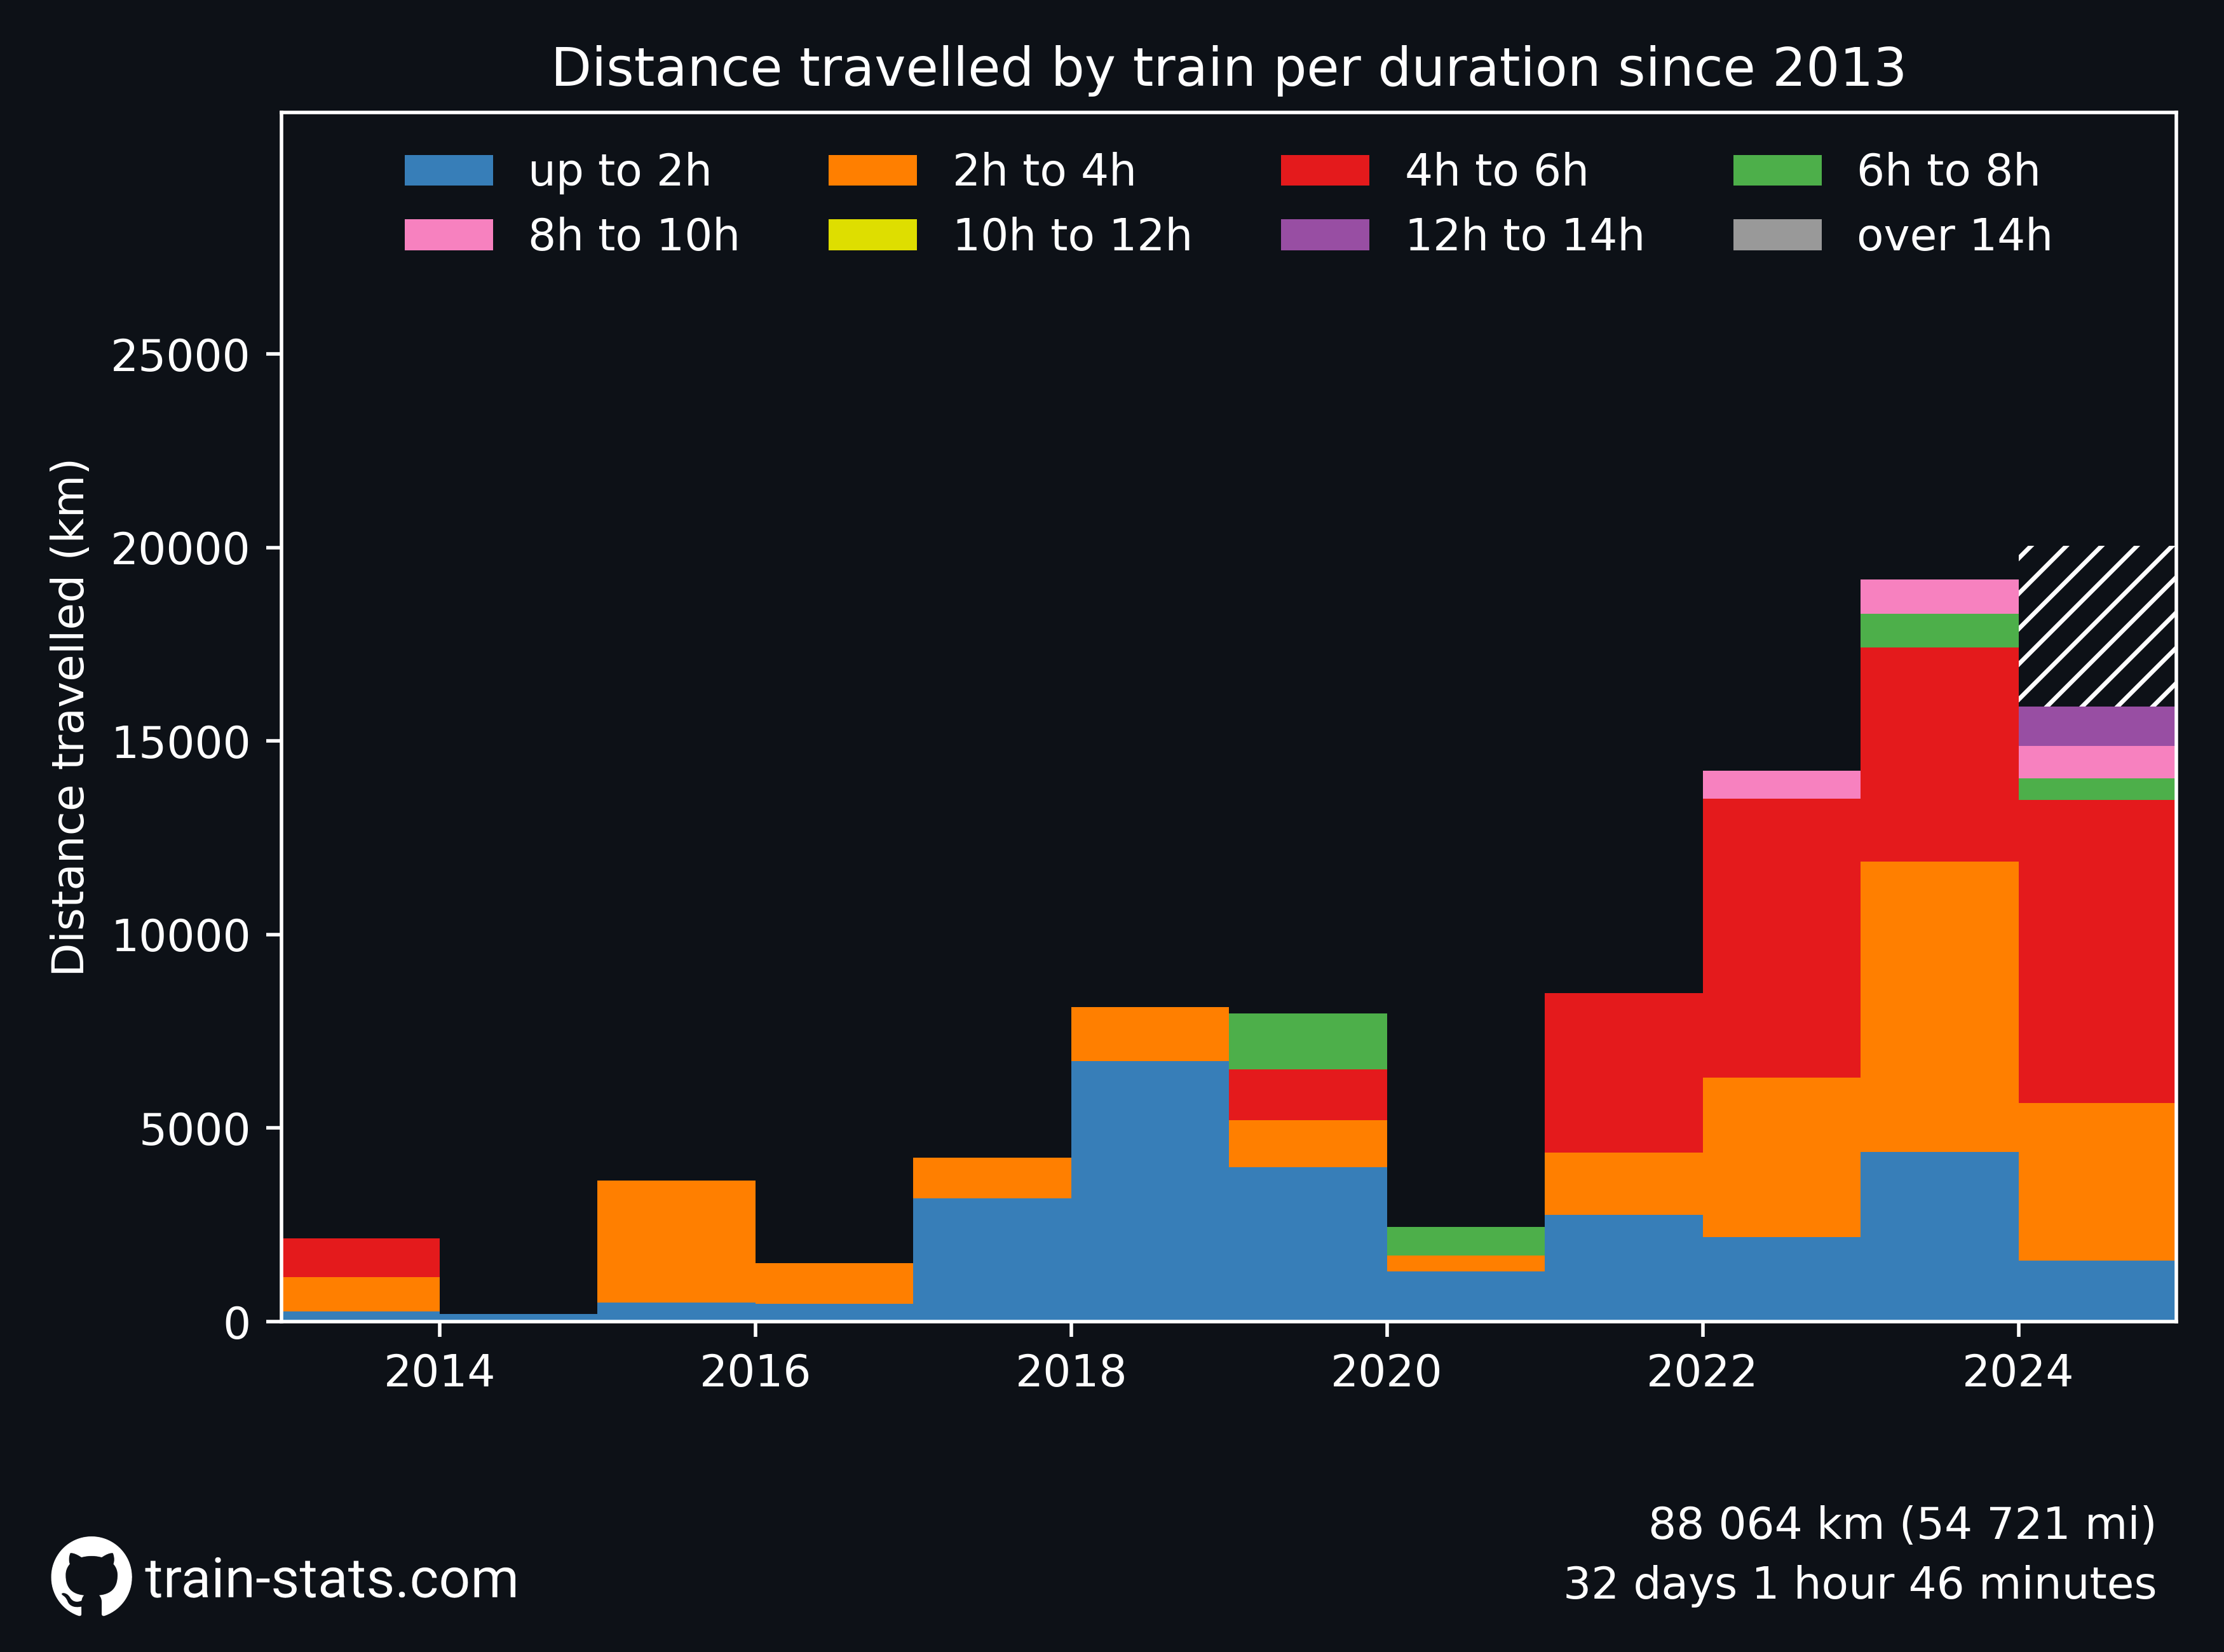 Distance travelled by train per duration since 2013
up to 2h 2h to 4h 4h to 6h 6h to 8h
8h to 10h 10h to 12h 12h to 14h over 14h
Distance travelled (km)
25000
20000
15000
10000
5000
0
2014 2016 2018 2020 2022 2024
88 064 km (54 721 mi)
32 days 1 hour 46 minutes
train-stats.com